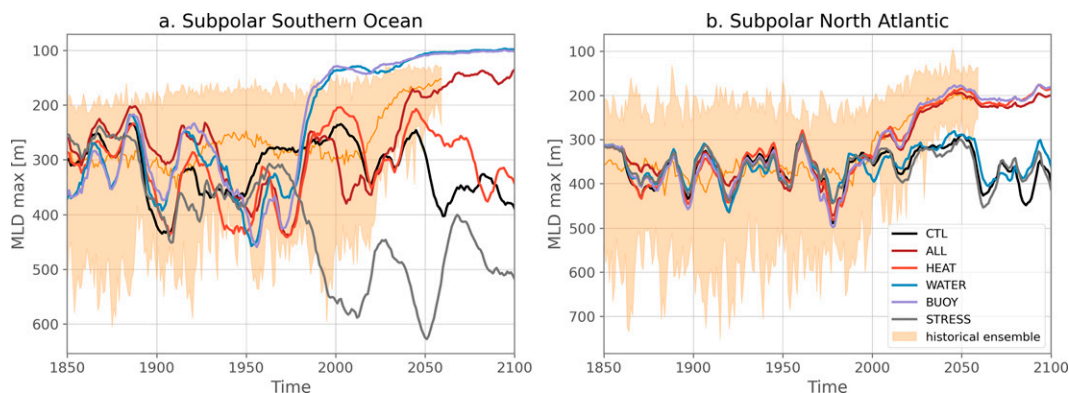 a. Subpolar Southern Ocean
MLD max [m]
100
200
300
400
500
600
1850
1900
1950
2000
2050
2100
Time
b. Subpolar North Atlantic
MLD max [m]
100
200
300
400
500
600
700
CTL
ALL
HEAT
WATER
BUOY
STRESS
historical ensemble
1850
1900
1950
2000
2050
2100
Time